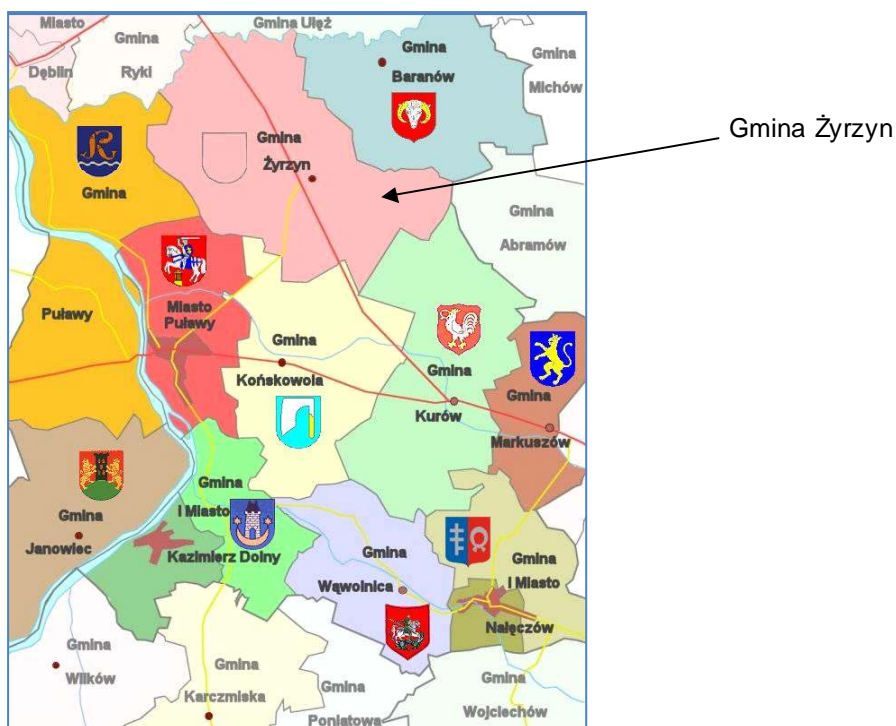 Miasto
Dęblin
Gmina
Ryki
Gmina Ułęż
Gmina
Baranów
Gmina
Michów
Gmina Żyrzyn
Gmina
Żyrzyn
Gmina
Gmina
Abramów
Puławy
Miasto
Puławy
Gmina
Końskowola
Gmina
Kurów
Gmina
Markuszów
Gmina
Janowiec
Gmina
i Miasto
Kazimierz Dolny
Gmina
Wąwolnica
Gmina
i Miasto
Nałęczów
Gmina
Wilków
Gmina
Karczmiska
Gmina
Poniatowa
Gmina
Wojciechów